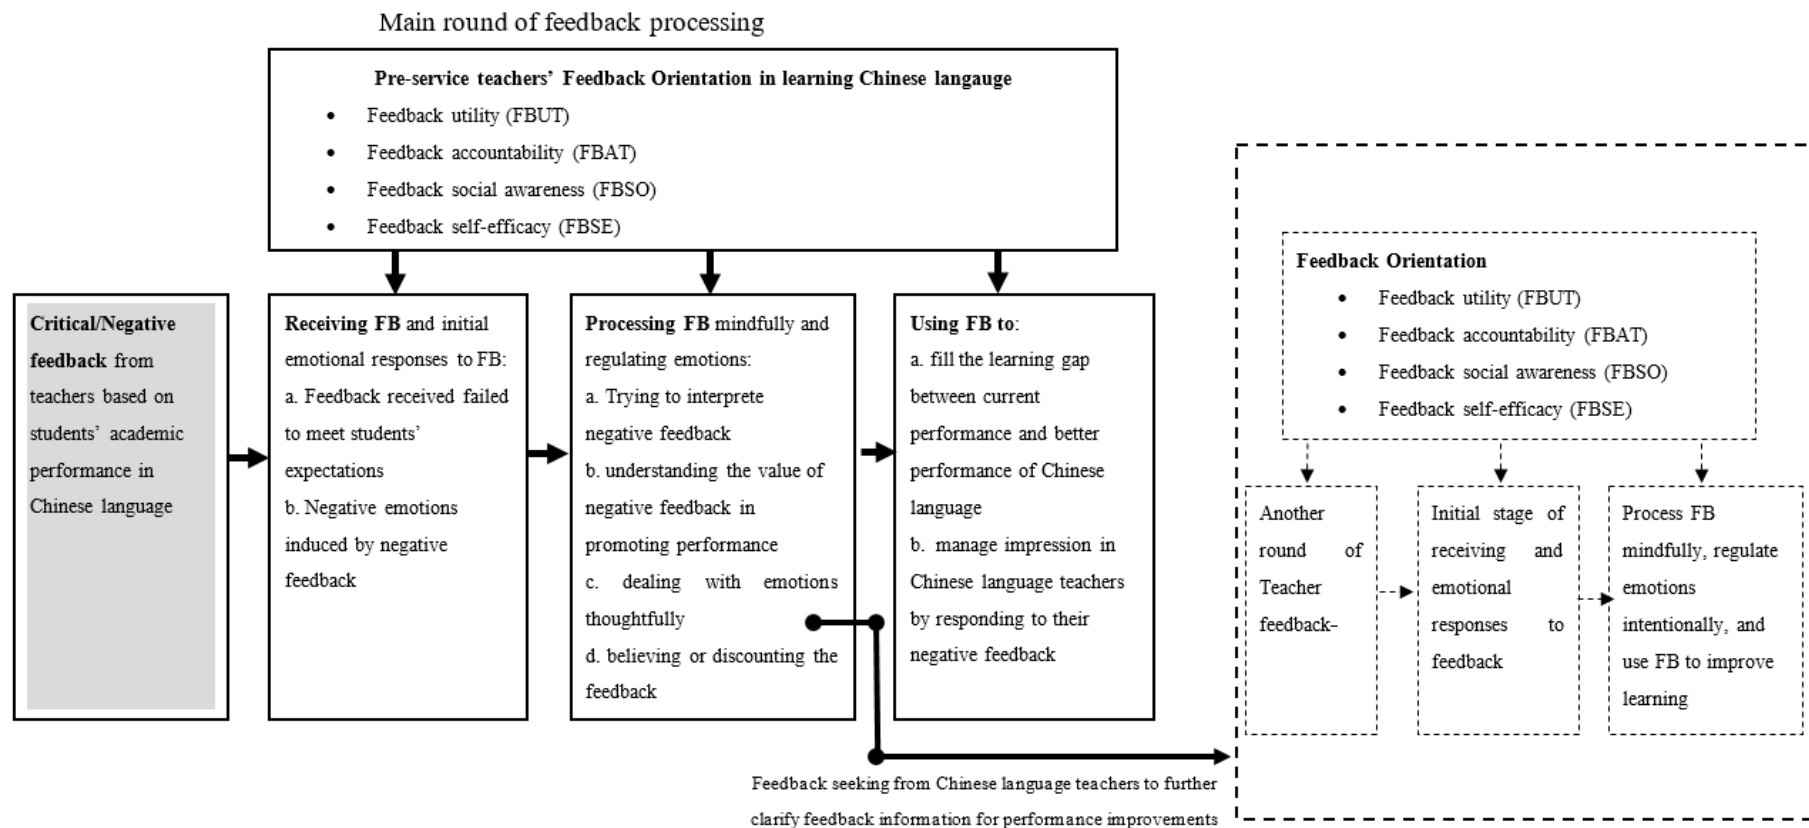 Main round of feedback processing
Pre-service teachers’ Feedback Orientation in learning Chinese langauge
• Feedback utility (FBUT)
• Feedback accountability (FBAT)
• Feedback social awareness (FBSO)
• Feedback self-efficacy (FBSE)
Critical/Negative
feedback from
teachers based on
students’ academic
performance in
Chinese language
Receiving FB and initial
emotional responses to FB:
a. Feedback received failed
to meet students’
expectations
b. Negative emotions
induced by negative
feedback
Processing FB mindfully and
regulating emotions:
a. Trying to interprete
negative feedback
b. understanding the value of
negative feedback in
promoting performance
c. dealing with emotions
thoughtfully
d. believing or discounting the
feedback
Using FB to:
a. fill the learning gap
between current
performance and better
performance of Chinese
language
b. manage impression in
Chinese language teachers
by responding to their
negative feedback
Feedback seeking from Chinese language teachers to further
clarify feedback information for performance improvements
Feedback Orientation
• Feedback utility (FBUT)
• Feedback accountability (FBAT)
• Feedback social awareness (FBSO)
• Feedback self-efficacy (FBSE)
Another
round of
Teacher
feedback-
Initial stage of
receiving and
emotional
responses to
feedback
Process FB
mindfully, regulate
emotions
intentionally, and
use FB to improve
learning